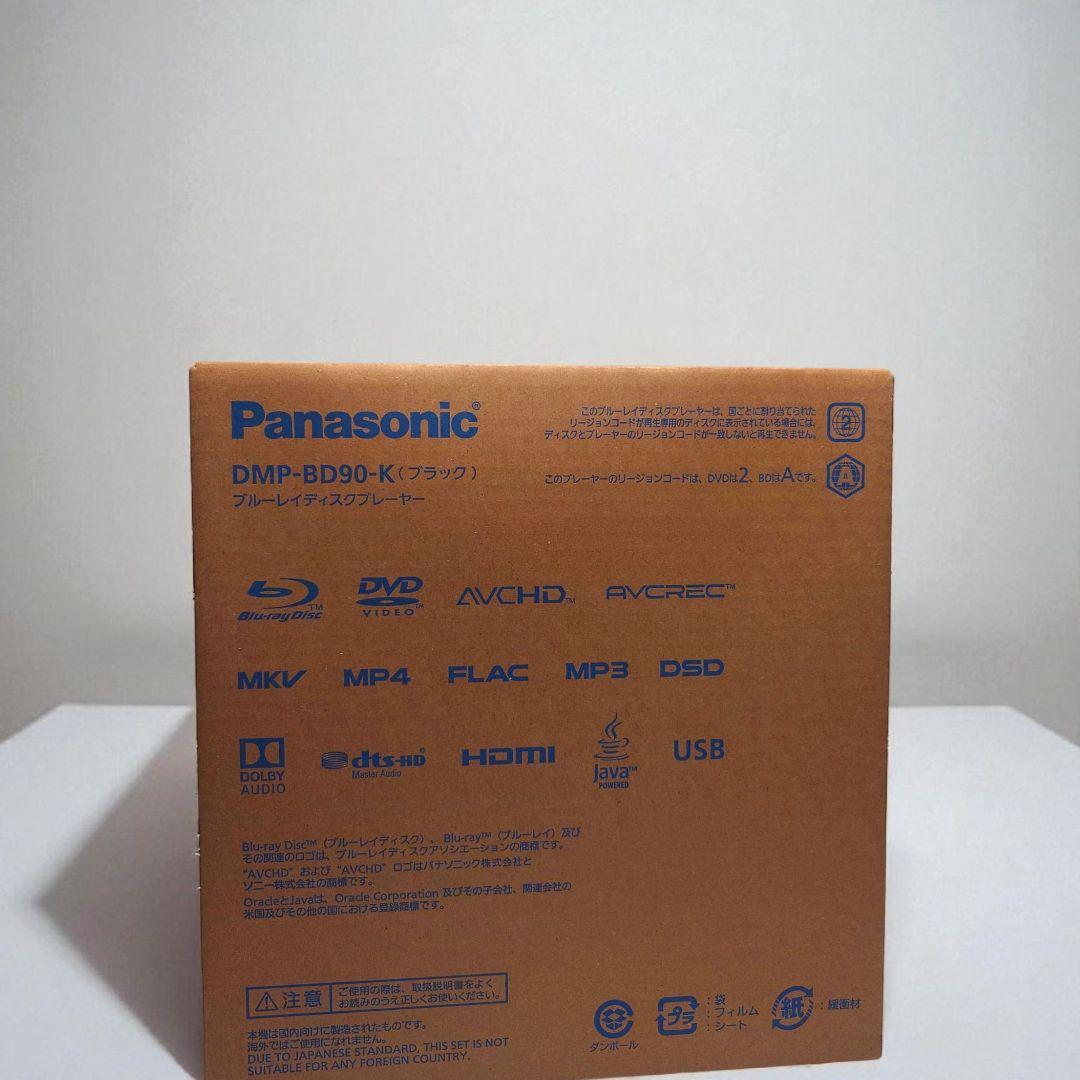 Panasonic®
DMP-BD90-K（ブラック）
ブルーレイディスクプレーヤー
このブルーレイディスクプレーヤーは、国ごとに割り当てられた
リージョンコードが再生専用のディスクに表示されている場合には、
ディスクとプレーヤーのリージョンコードが一致しないと再生できません。
2
このプレーヤーのリージョンコードは、DVDは2、BDはAです。
A
Blu-ray Disc™ DVD VIDEO™ AVCHD™ AVCREC™
MKV MP4 FLAC MP3 DSD
DOLBY AUDIO dts-HD® Master Audio HDMI Java™ POWERED USB
Blu-ray Disc™（ブルーレイディスク）、Blu-ray™（ブルーレイ）及び
その関連のロゴは、ブルーレイディスクアソシエーションの商標です。
“AVCHD”および“AVCHD”ロゴはパナソニック株式会社と
ソニー株式会社の商標です。
OracleとJavaは、Oracle Corporation 及びその子会社、関連会社の
米国及びその他の国における登録商標です。
注意
ご使用の際は、取扱説明書をよく
お読みのうえ正しくお使いください。
本機は国内向けに製造されたものです。
海外ではご使用になれません。
DUE TO JAPANESE STANDARD, THIS SET IS NOT
SUITABLE FOR ANY FOREIGN COUNTRY.
ダンボール
プラ
：袋
：フィルム
：シート
紙
：緩衝材